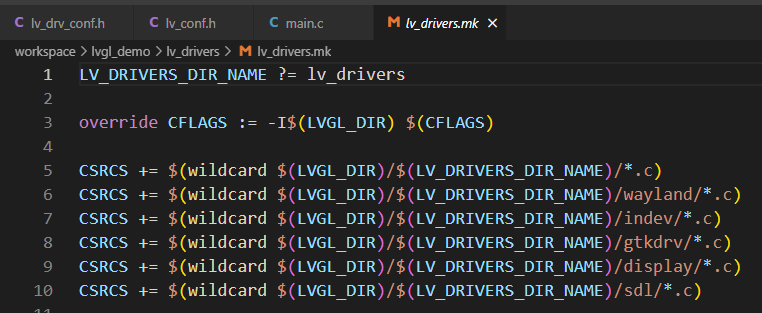 C lv_drv_conf.h C lv_conf.h C main.c M lv_drivers.mk ×
workspace > lvgl_demo > lv_drivers > M lv_drivers.mk
1 LV_DRIVERS_DIR_NAME ?= lv_drivers
2
3 override CFLAGS := -I$(LVGL_DIR) $(CFLAGS)
4
5 CSRCS += $(wildcard $(LVGL_DIR)/$(LV_DRIVERS_DIR_NAME)/*.c)
6 CSRCS += $(wildcard $(LVGL_DIR)/$(LV_DRIVERS_DIR_NAME)/wayland/*.c)
7 CSRCS += $(wildcard $(LVGL_DIR)/$(LV_DRIVERS_DIR_NAME)/indev/*.c)
8 CSRCS += $(wildcard $(LVGL_DIR)/$(LV_DRIVERS_DIR_NAME)/gtkdrv/*.c)
9 CSRCS += $(wildcard $(LVGL_DIR)/$(LV_DRIVERS_DIR_NAME)/display/*.c)
10 CSRCS += $(wildcard $(LVGL_DIR)/$(LV_DRIVERS_DIR_NAME)/sdl/*.c)
11